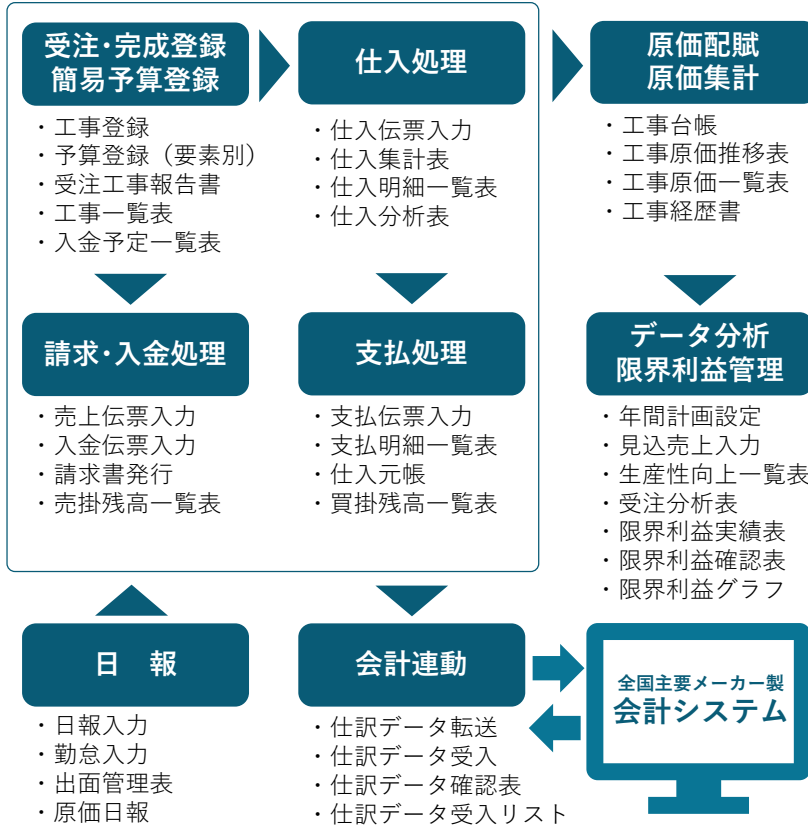 受注・完成登録
簡易予算登録
・工事登録
・予算登録（要素別）
・受注工事報告書
・工事一覧表
・入金予定一覧表
仕入処理
・仕入伝票入力
・仕入集計表
・仕入明細一覧表
・仕入分析表
原価配賦
原価集計
・工事台帳
・工事原価推移表
・工事原価一覧表
・工事経歴書
請求・入金処理
・売上伝票入力
・入金伝票入力
・請求書発行
・売掛残高一覧表
支払処理
・支払伝票入力
・支払明細一覧表
・仕入元帳
・買掛残高一覧表
データ分析
限界利益管理
・年間計画設定
・見込売上入力
・生産性向上一覧表
・受注分析表
・限界利益実績表
・限界利益確認表
・限界利益グラフ
日　報
・日報入力
・勤怠入力
・出面管理表
・原価日報
会計連動
・仕訳データ転送
・仕訳データ受入
・仕訳データ確認表
・仕訳データ受入リスト
全国主要メーカー製
会計システム